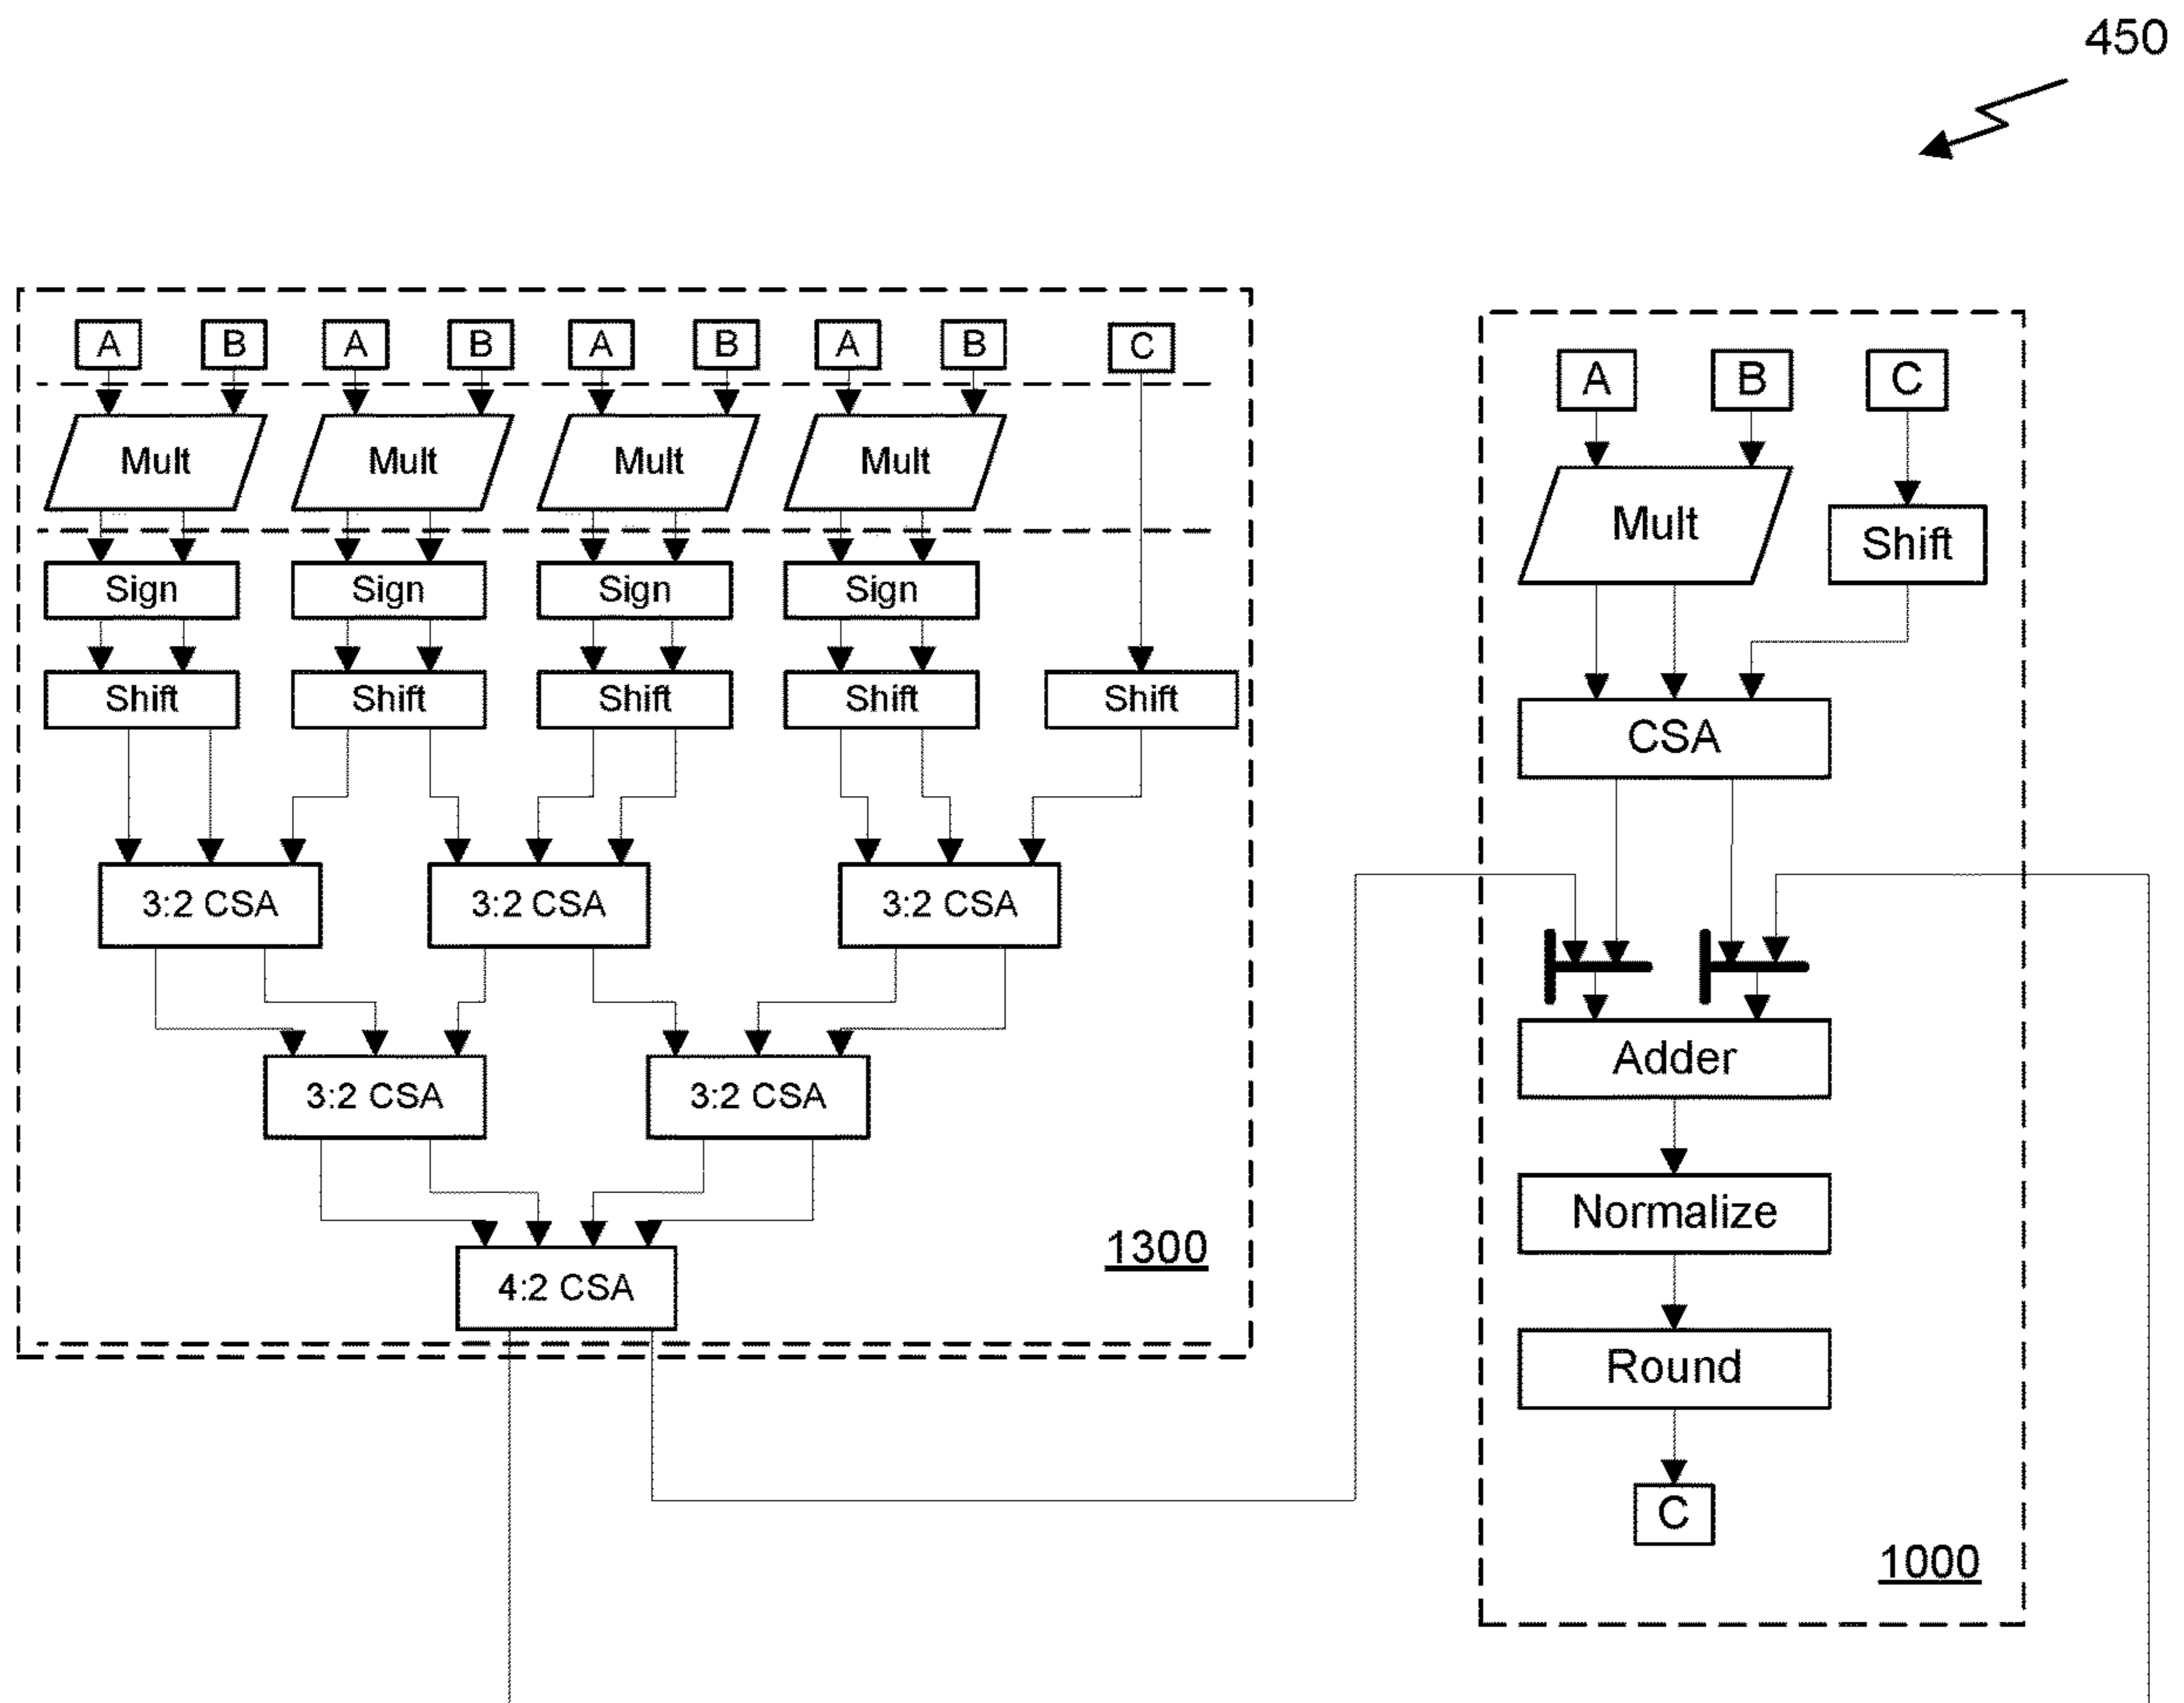 450
A B A B A B A B C
Mult Mult Mult Mult
Sign Sign Sign Sign
Shift Shift Shift Shift Shift
3:2 CSA 3:2 CSA 3:2 CSA
3:2 CSA 3:2 CSA
4:2 CSA
1300
A B C
Mult Shift
CSA
Adder
Normalize
Round
C
1000